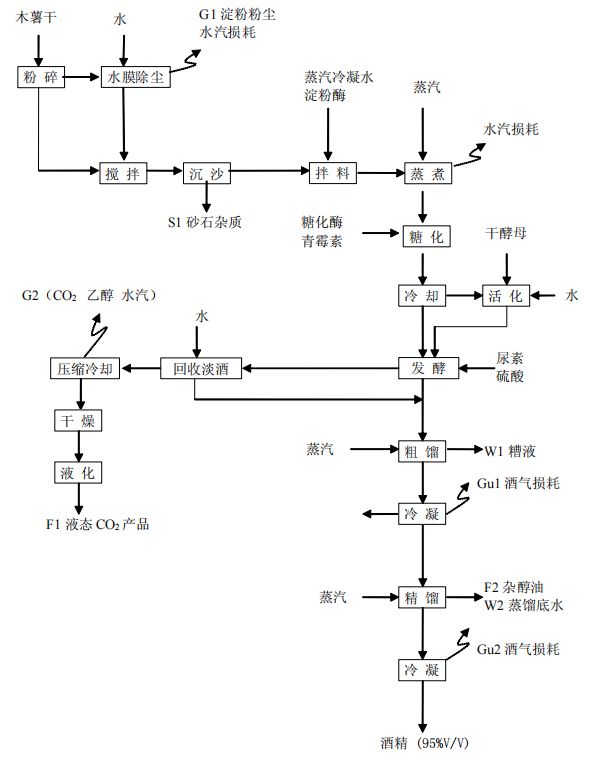 木薯干
水
G1 淀粉粉尘
水汽损耗
粉 碎
水膜除尘
蒸汽冷凝水
淀粉酶
蒸汽
水汽损耗
搅 拌
沉 沙
拌 料
蒸 煮
S1 砂石杂质
糖化酶
青霉素
糖 化
干酵母
G2（CO₂ 乙醇 水汽）
冷 却
活 化
水
水
压缩冷却
回收淡酒
发 酵
尿素
硫酸
干 燥
蒸汽
粗 馏
W1 糟液
液 化
Gu1 酒气损耗
冷 凝
F1 液态 CO₂ 产品
蒸汽
精 馏
F2 杂醇油
W2 蒸馏底水
Gu2 酒气损耗
冷 凝
酒精 (95%V/V)